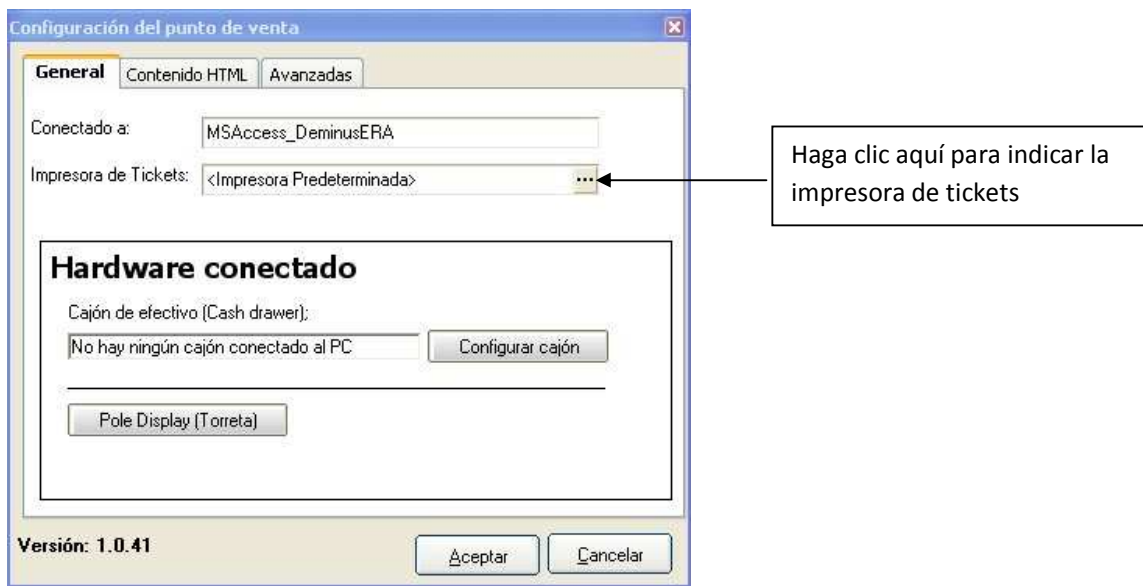 Configuración del punto de venta
General
Contenido HTML
Avanzadas
Conectado a:
MSAccess_DeminusERA
Impresora de Tickets:
<Impresora Predeterminada>
...
Haga clic aquí para indicar la
impresora de tickets
Hardware conectado
Cajón de efectivo (Cash drawer);
No hay ningún cajón conectado al PC
Configurar cajón
Pole Display (Torreta)
Versión: 1.0.41
Aceptar
Cancelar